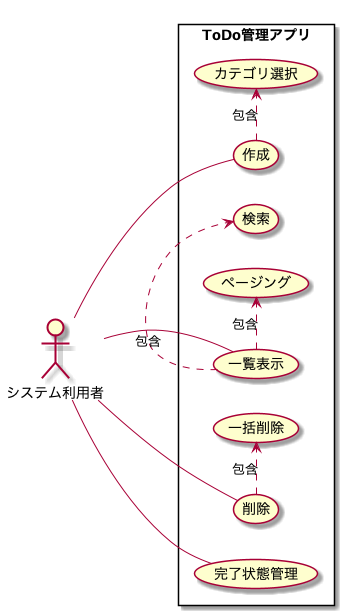 ToDo管理アプリ
カテゴリ選択
包含
作成
検索
ページング
包含
包含
一覧表示
システム利用者
一括削除
包含
削除
完了状態管理